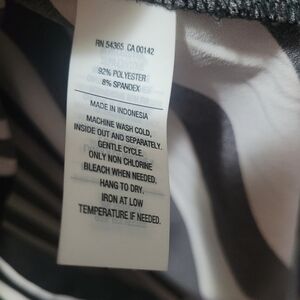 RN 54365 CA 00142
92% POLYESTER
8% SPANDEX
MADE IN INDONESIA
MACHINE WASH COLD,
INSIDE OUT AND SEPARATELY.
GENTLE CYCLE.
ONLY NON CHLORINE
BLEACH WHEN NEEDED.
HANG TO DRY.
IRON AT LOW
TEMPERATURE IF NEEDED.